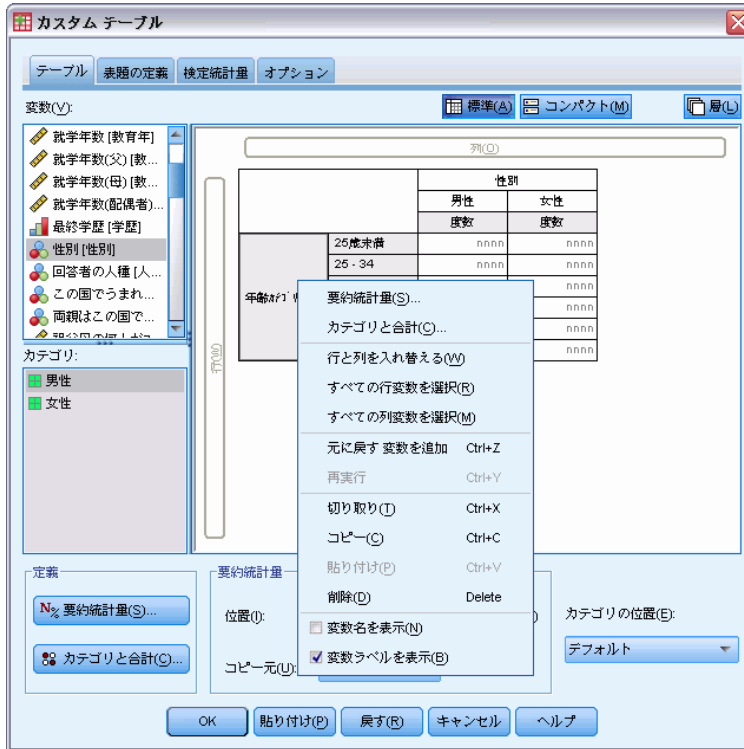 カスタム テーブル
テーブル 表題の定義 検定統計量 オプション
変数(V):
標準(A) コンパクト(M) 層(L)
就学年数 [教育年]
就学年数(父) [教...
就学年数(母) [教...
就学年数(配偶者)...
最終学歴 [学歴]
性別 [性別]
回答者の人種 [人...
この国でうまれ...
両親はこの国で...
カテゴリ:
男性
女性
列(O)
行(W)
性別
男性 女性
度数 度数
25歳未満 nnnn nnnn
25 - 34 nnnn nnnn
年齢ｶﾃｺﾞﾘ
nnnn
nnnn
nnnn
nnnn
要約統計量(S)...
カテゴリと合計(C)...
行と列を入れ替える(W)
すべての行変数を選択(R)
すべての列変数を選択(M)
元に戻す 変数を追加 Ctrl+Z
再実行 Ctrl+Y
切り取り(T) Ctrl+X
コピー(C) Ctrl+C
貼り付け(P) Ctrl+V
削除(D) Delete
変数名を表示(N)
変数ラベルを表示(B)
定義
N% 要約統計量(S)...
カテゴリと合計(C)...
要約統計量
位置(I):
コピー元(U):
カテゴリの位置(E):
デフォルト
OK 貼り付け(P) 戻す(R) キャンセル ヘルプ